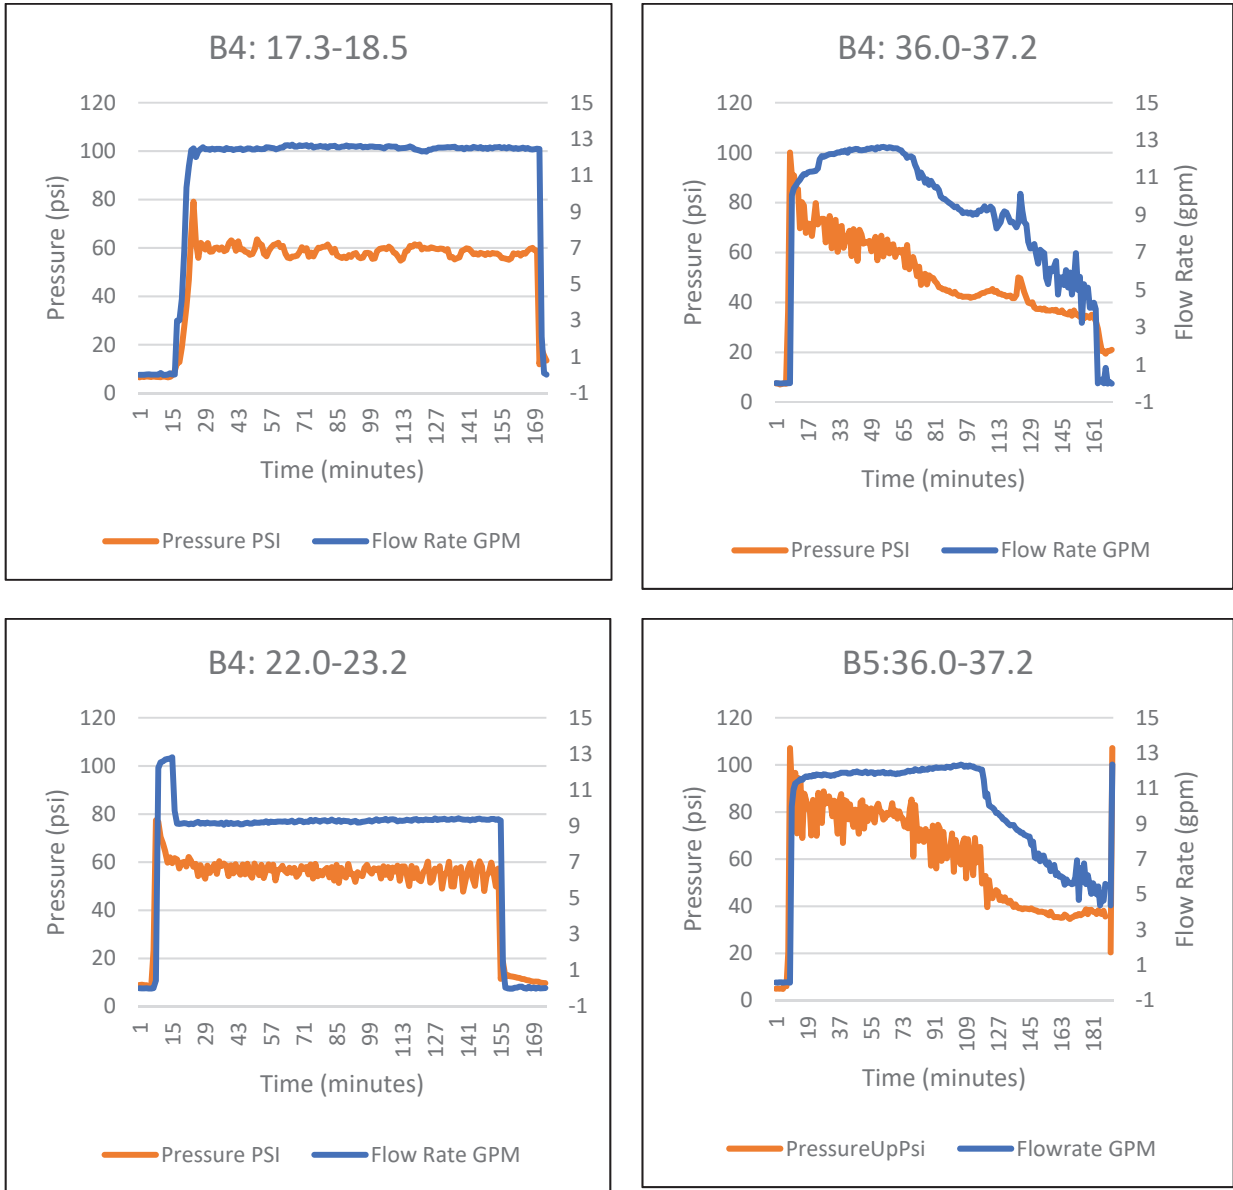 B4: 17.3-18.5
120
100
80
60
40
20
0
Pressure (psi)
15
13
11
9
7
5
3
1
-1
1 15 29 43 57 71 85 99 113 127 141 155 169
Time (minutes)
Pressure PSI Flow Rate GPM
B4: 36.0-37.2
120
100
80
60
40
20
0
Pressure (psi)
15
13
11
9
7
5
3
1
-1
Flow Rate (gpm)
1 17 33 49 65 81 97 113 129 145 161
Time (minutes)
Pressure PSI Flow Rate GPM
B4: 22.0-23.2
120
100
80
60
40
20
0
Pressure (psi)
15
13
11
9
7
5
3
1
-1
1 15 29 43 57 71 85 99 113 127 141 155 169
Time (minutes)
Pressure PSI Flow Rate GPM
B5:36.0-37.2
120
100
80
60
40
20
0
Pressure (psi)
15
13
11
9
7
5
3
1
-1
Flow Rate (gpm)
1 19 37 55 73 91 109 127 145 163 181
Time (minutes)
PressureUpPsi Flowrate GPM